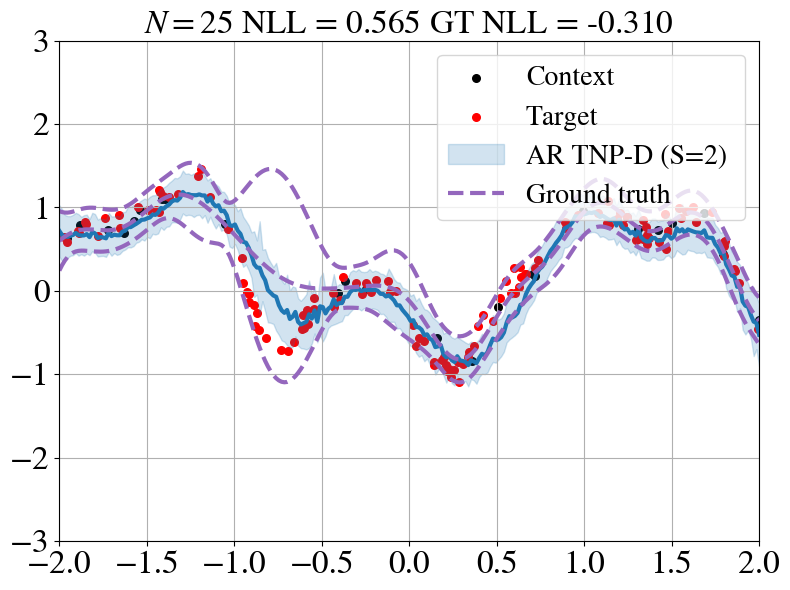 N = 25 NLL = 0.565 GT NLL = -0.310
Context
Target
AR TNP-D (S=2)
Ground truth
3
2
1
0
−1
−2
−3
−2.0 −1.5 −1.0 −0.5 0.0 0.5 1.0 1.5 2.0